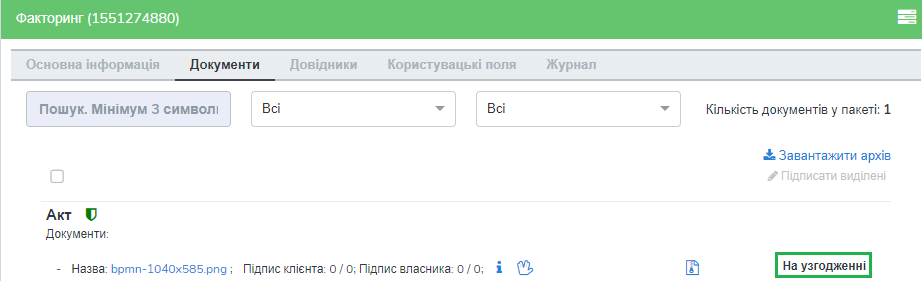 Факторинг (1551274880)
Основна інформація Документи Довідники Користувацькі поля Журнал
Пошук. Мінімум 3 символи Всі Всі Кількість документів у пакеті: 1
Завантажити архів
Підписати виділені
Акт
Документи:
- Назва: bpmn-1040x585.png ; Підпис клієнта: 0 / 0; Підпис власника: 0 / 0; На узгодженні